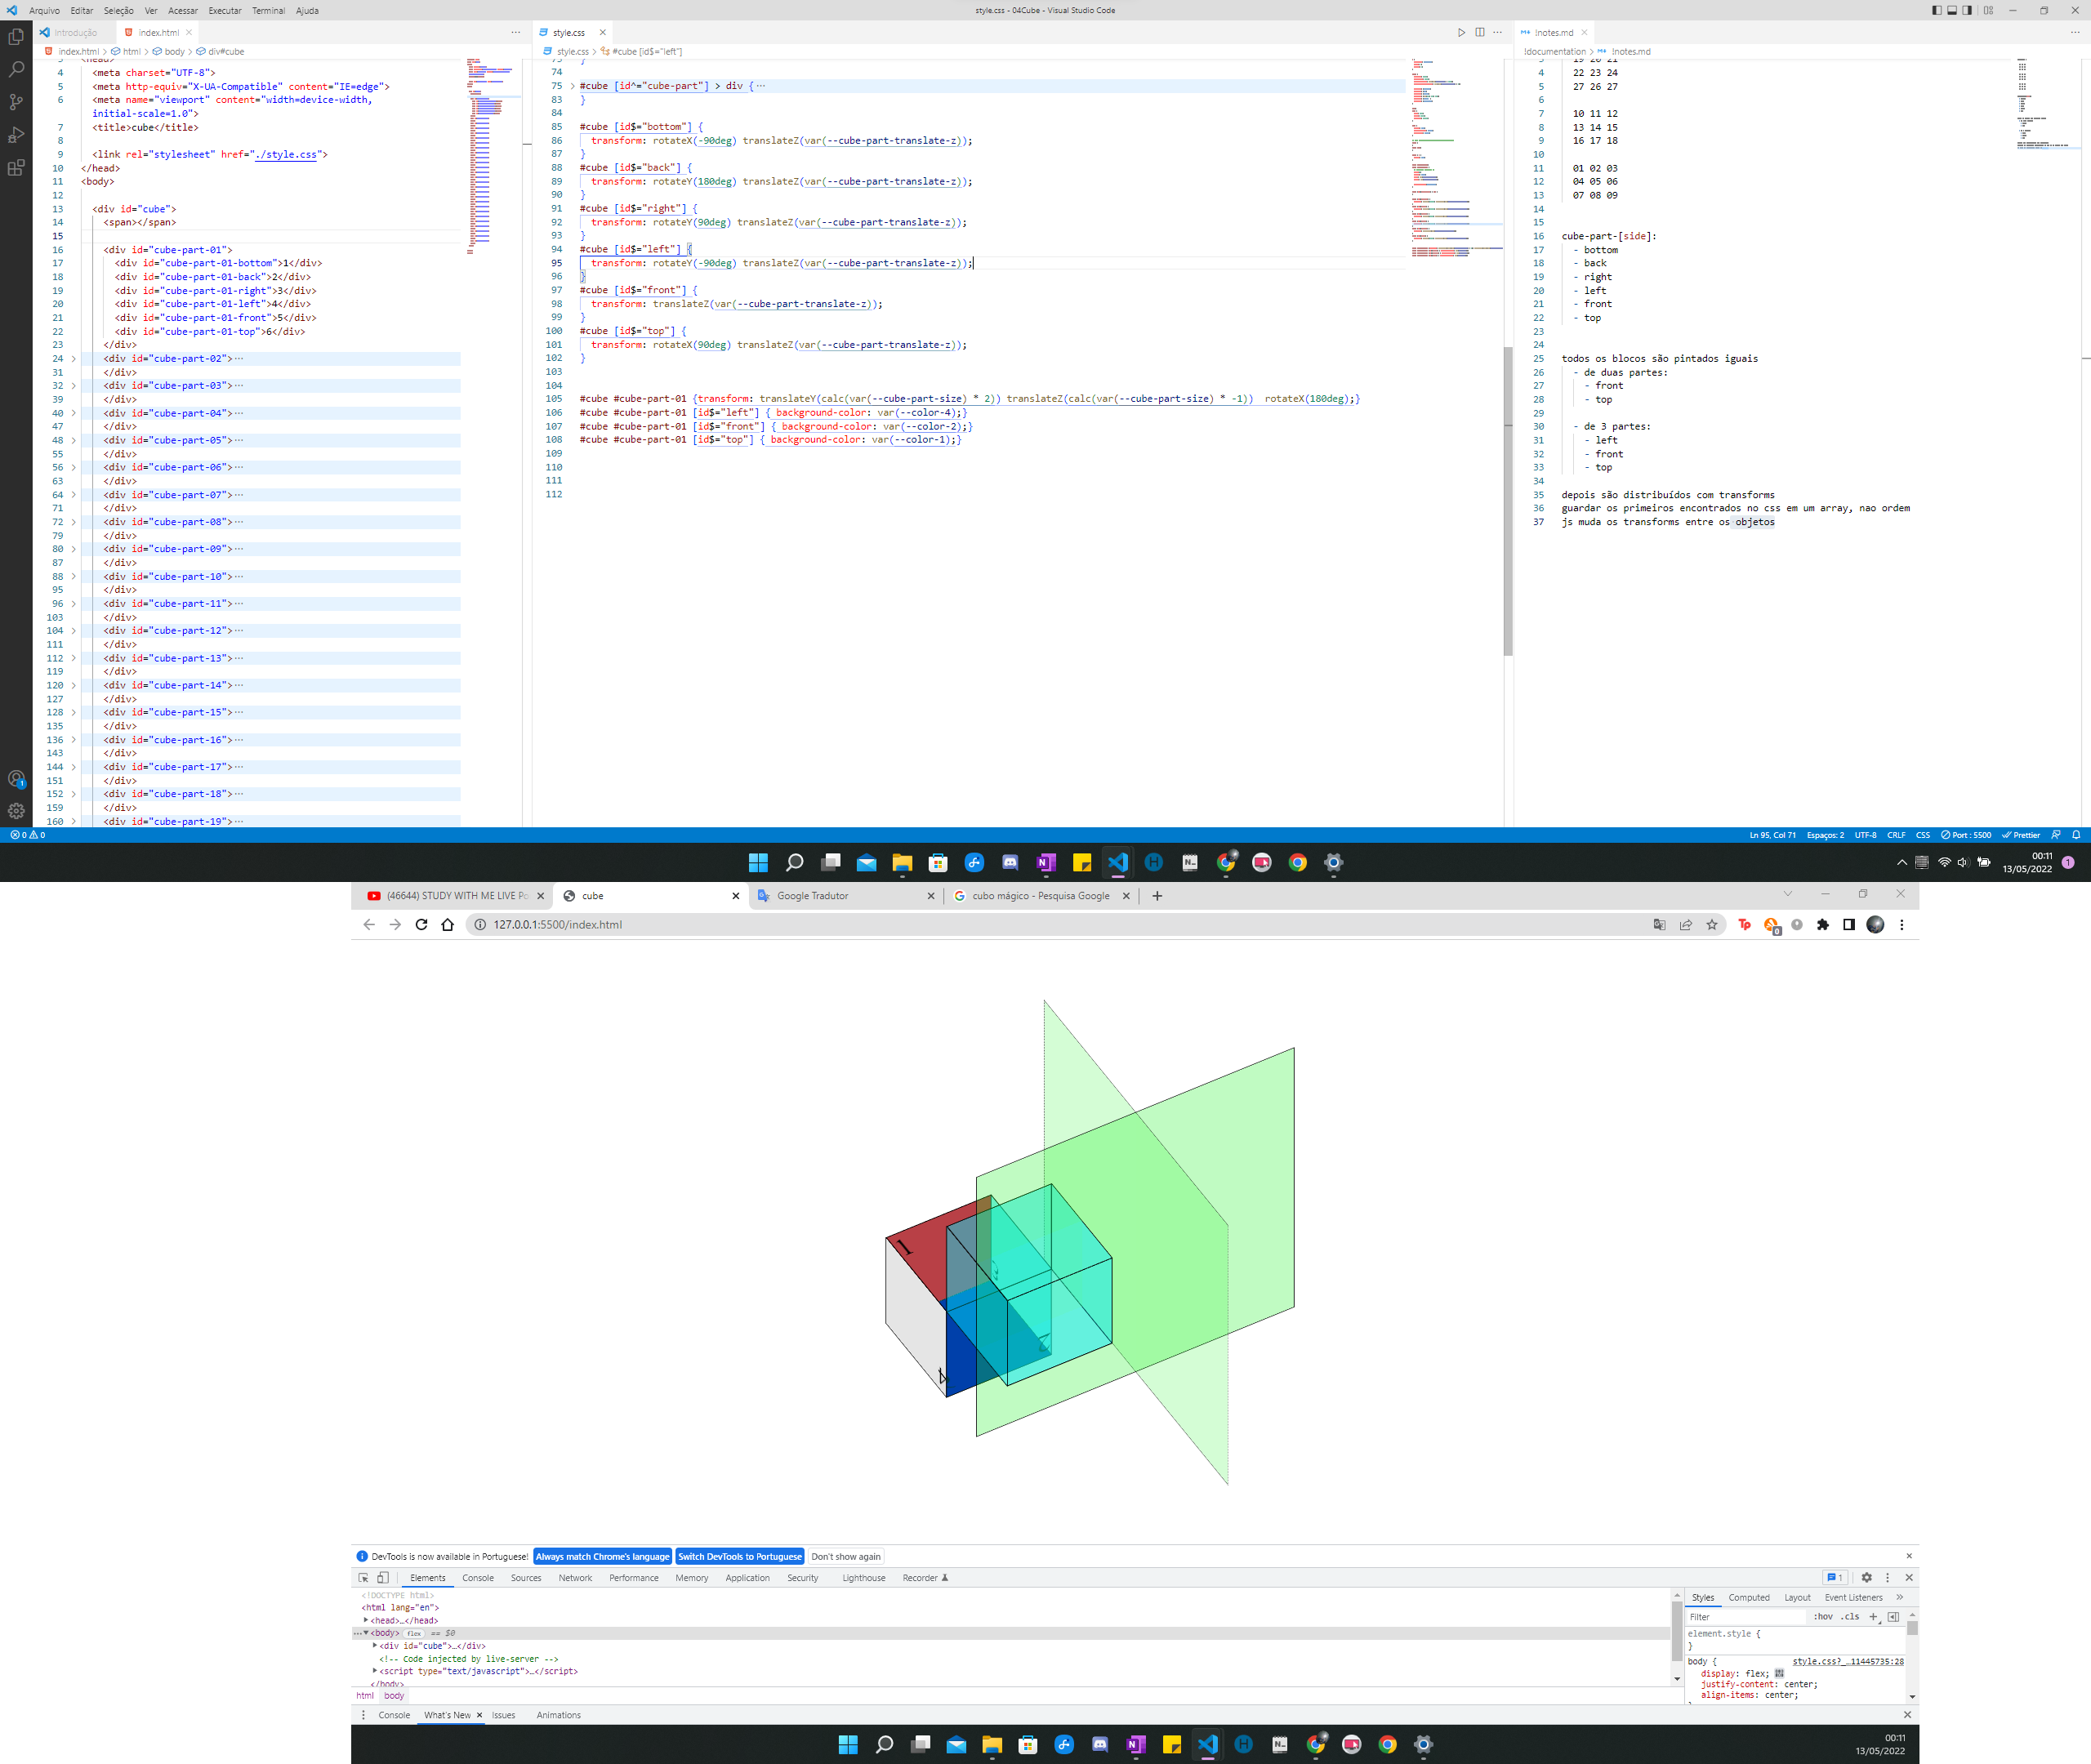 Arquivo Editar Seleção Ver Acessar Executar Terminal Ajuda
style.css - 04Cube - Visual Studio Code
Introdução
index.html
index.html > html > body > div#cube
3 <head>
4 <meta charset="UTF-8">
5 <meta http-equiv="X-UA-Compatible" content="IE=edge">
6 <meta name="viewport" content="width=device-width,
initial-scale=1.0">
7 <title>cube</title>
8
9 <link rel="stylesheet" href="./style.css">
10 </head>
11 <body>
12
13 <div id="cube">
14 <span></span>
15
16 <div id="cube-part-01">
17 <div id="cube-part-01-bottom">1</div>
18 <div id="cube-part-01-back">2</div>
19 <div id="cube-part-01-right">3</div>
20 <div id="cube-part-01-left">4</div>
21 <div id="cube-part-01-front">5</div>
22 <div id="cube-part-01-top">6</div>
23 </div>
24 <div id="cube-part-02">…
31 </div>
32 <div id="cube-part-03">…
39 </div>
40 <div id="cube-part-04">…
47 </div>
48 <div id="cube-part-05">…
55 </div>
56 <div id="cube-part-06">…
63 </div>
64 <div id="cube-part-07">…
71 </div>
72 <div id="cube-part-08">…
79 </div>
80 <div id="cube-part-09">…
87 </div>
88 <div id="cube-part-10">…
95 </div>
96 <div id="cube-part-11">…
103 </div>
104 <div id="cube-part-12">…
111 </div>
112 <div id="cube-part-13">…
119 </div>
120 <div id="cube-part-14">…
127 </div>
128 <div id="cube-part-15">…
135 </div>
136 <div id="cube-part-16">…
143 </div>
144 <div id="cube-part-17">…
151 </div>
152 <div id="cube-part-18">…
159 </div>
160 <div id="cube-part-19">…
style.css
style.css > #cube [id$="left"]
73 }
74
75 #cube [id^="cube-part"] > div {…
83 }
84
85 #cube [id$="bottom"] {
86 transform: rotateX(-90deg) translateZ(var(--cube-part-translate-z));
87 }
88 #cube [id$="back"] {
89 transform: rotateY(180deg) translateZ(var(--cube-part-translate-z));
90 }
91 #cube [id$="right"] {
92 transform: rotateY(90deg) translateZ(var(--cube-part-translate-z));
93 }
94 #cube [id$="left"] {
95 transform: rotateY(-90deg) translateZ(var(--cube-part-translate-z));
96 }
97 #cube [id$="front"] {
98 transform: translateZ(var(--cube-part-translate-z));
99 }
100 #cube [id$="top"] {
101 transform: rotateX(90deg) translateZ(var(--cube-part-translate-z));
102 }
103
104
105 #cube #cube-part-01 {transform: translateY(calc(var(--cube-part-size) * 2)) translateZ(calc(var(--cube-part-size) * -1)) rotateX(180deg);}
106 #cube #cube-part-01 [id$="left"] { background-color: var(--color-4);}
107 #cube #cube-part-01 [id$="front"] { background-color: var(--color-2);}
108 #cube #cube-part-01 [id$="top"] { background-color: var(--color-1);}
109
110
111
112
!notes.md
!documentation > !notes.md
3 19 20 21
4 22 23 24
5 27 26 27
6
7 10 11 12
8 13 14 15
9 16 17 18
10
11 01 02 03
12 04 05 06
13 07 08 09
14
15
16 cube-part-[side]:
17 - bottom
18 - back
19 - right
20 - left
21 - front
22 - top
23
24
25 todos os blocos são pintados iguais
26 - de duas partes:
27 - front
28 - top
29
30 - de 3 partes:
31 - left
32 - front
33 - top
34
35 depois são distribuídos com transforms
36 guardar os primeiros encontrados no css em um array, nao ordem
37 js muda os transforms entre os objetos
0 0
Ln 95, Col 71 Espaços: 2 UTF-8 CRLF CSS Port : 5500 Prettier
00:11
13/05/2022
1
(46644) STUDY WITH ME LIVE Po
cube
Google Tradutor
cubo mágico - Pesquisa Google
127.0.0.1:5500/index.html
Tp
0
1
2
4
DevTools is now available in Portuguese! Always match Chrome's language Switch DevTools to Portuguese Don't show again
Elements Console Sources Network Performance Memory Application Security Lighthouse Recorder
1
<!DOCTYPE html>
<html lang="en">
<head>…</head>
<body> flex == $0
<div id="cube">…</div>
<!-- Code injected by live-server -->
<script type="text/javascript">…</script>
</body>
html body
Styles Computed Layout Event Listeners
Filter :hov .cls
element.style {
}
body { style.css?_…11445735:28
display: flex;
justify-content: center;
align-items: center;
Console What's New Issues Animations
00:11
13/05/2022